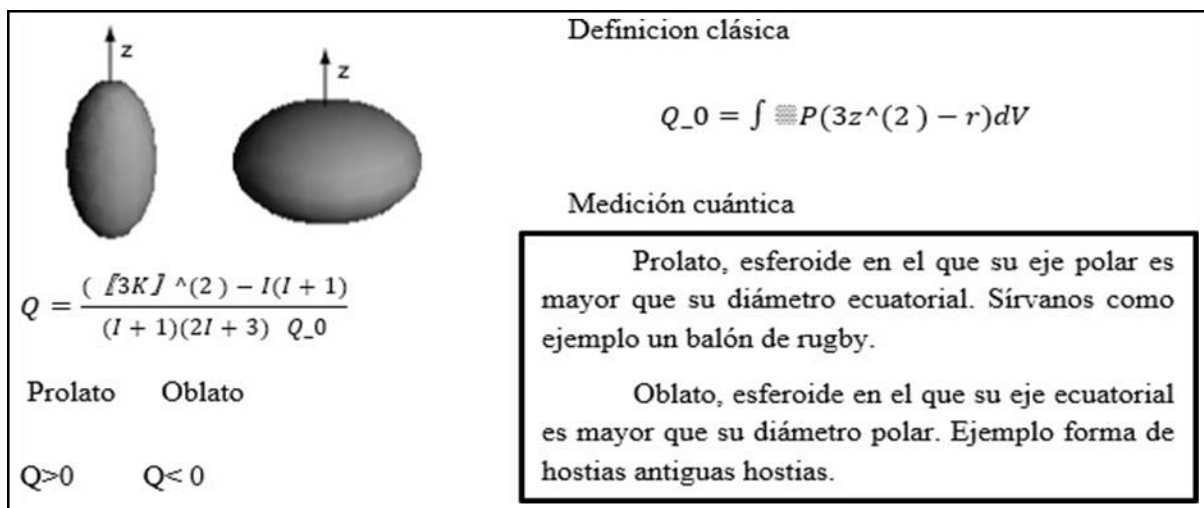 z
z
Definicion clásica
Q_0 = ∫ ▒P(3z^(2 ) − r)dV
Medición cuántica
Q = (〖3K〗^(2) − I(I + 1) / (I + 1)(2I + 3) Q_0
Prolato Oblato
Q>0 Q< 0
Prolato, esferoide en el que su eje polar es
mayor que su diámetro ecuatorial. Sírvanos como
ejemplo un balón de rugby.
Oblato, esferoide en el que su eje ecuatorial
es mayor que su diámetro polar. Ejemplo forma de
hostias antiguas hostias.